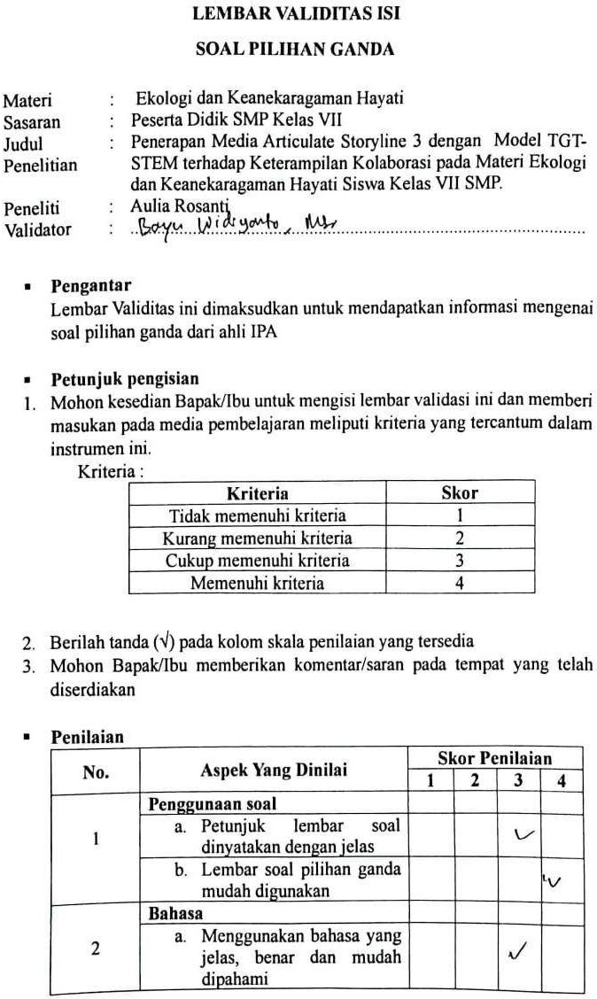 LEMBAR VALIDITAS ISI
SOAL PILIHAN GANDA
Materi : Ekologi dan Keanekaragaman Hayati
Sasaran : Peserta Didik SMP Kelas VII
Judul : Penerapan Media Articulate Storyline 3 dengan Model TGT-
Penelitian STEM terhadap Keterampilan Kolaborasi pada Materi Ekologi
dan Keanekaragaman Hayati Siswa Kelas VII SMP.
Peneliti : Aulia Rosanti
Validator : Bayu Widiyanto,
▪ Pengantar
Lembar Validitas ini dimaksudkan untuk mendapatkan informasi mengenai
soal pilihan ganda dari ahli IPA
▪ Petunjuk pengisian
1. Mohon kesedian Bapak/Ibu untuk mengisi lembar validasi ini dan memberi
masukan pada media pembelajaran meliputi kriteria yang tercantum dalam
instrumen ini.
Kriteria :
Kriteria Skor
Tidak memenuhi kriteria 1
Kurang memenuhi kriteria 2
Cukup memenuhi kriteria 3
Memenuhi kriteria 4
2. Berilah tanda (√) pada kolom skala penilaian yang tersedia
3. Mohon Bapak/Ibu memberikan komentar/saran pada tempat yang telah
diserdiakan
▪ Penilaian
No. Aspek Yang Dinilai Skor Penilaian
1 2 3 4
Penggunaan soal
1 a. Petunjuk lembar soal
dinyatakan dengan jelas √
b. Lembar soal pilihan ganda
mudah digunakan √
Bahasa
2 a. Menggunakan bahasa yang
jelas, benar dan mudah √
dipahami